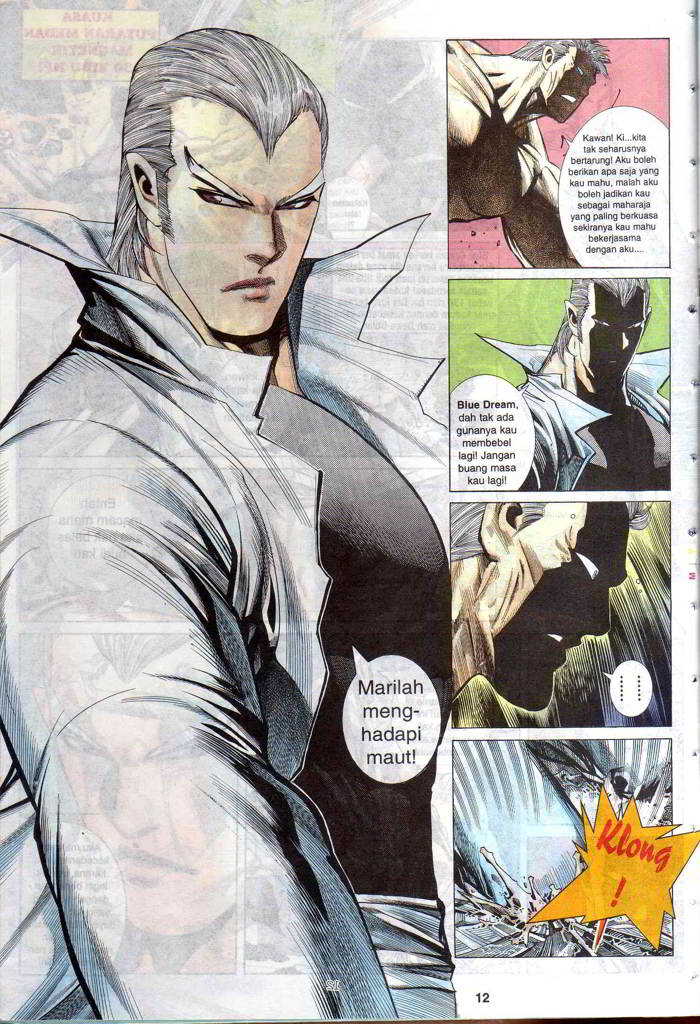 Kawan! Ki...kita
tak seharusnya
bertarung! Aku boleh
berikan apa saja yang
kau mahu, malah aku
boleh jadikan kau
sebagai maharaja
yang paling berkuasa
sekiranya kau mahu
bekerjasama
dengan aku....
Blue Dream,
dah tak ada
gunanya kau
membebel
lagi! Jangan
buang masa
kau lagi!
Marilah
meng-
hadapi
maut!
Klong
!
12